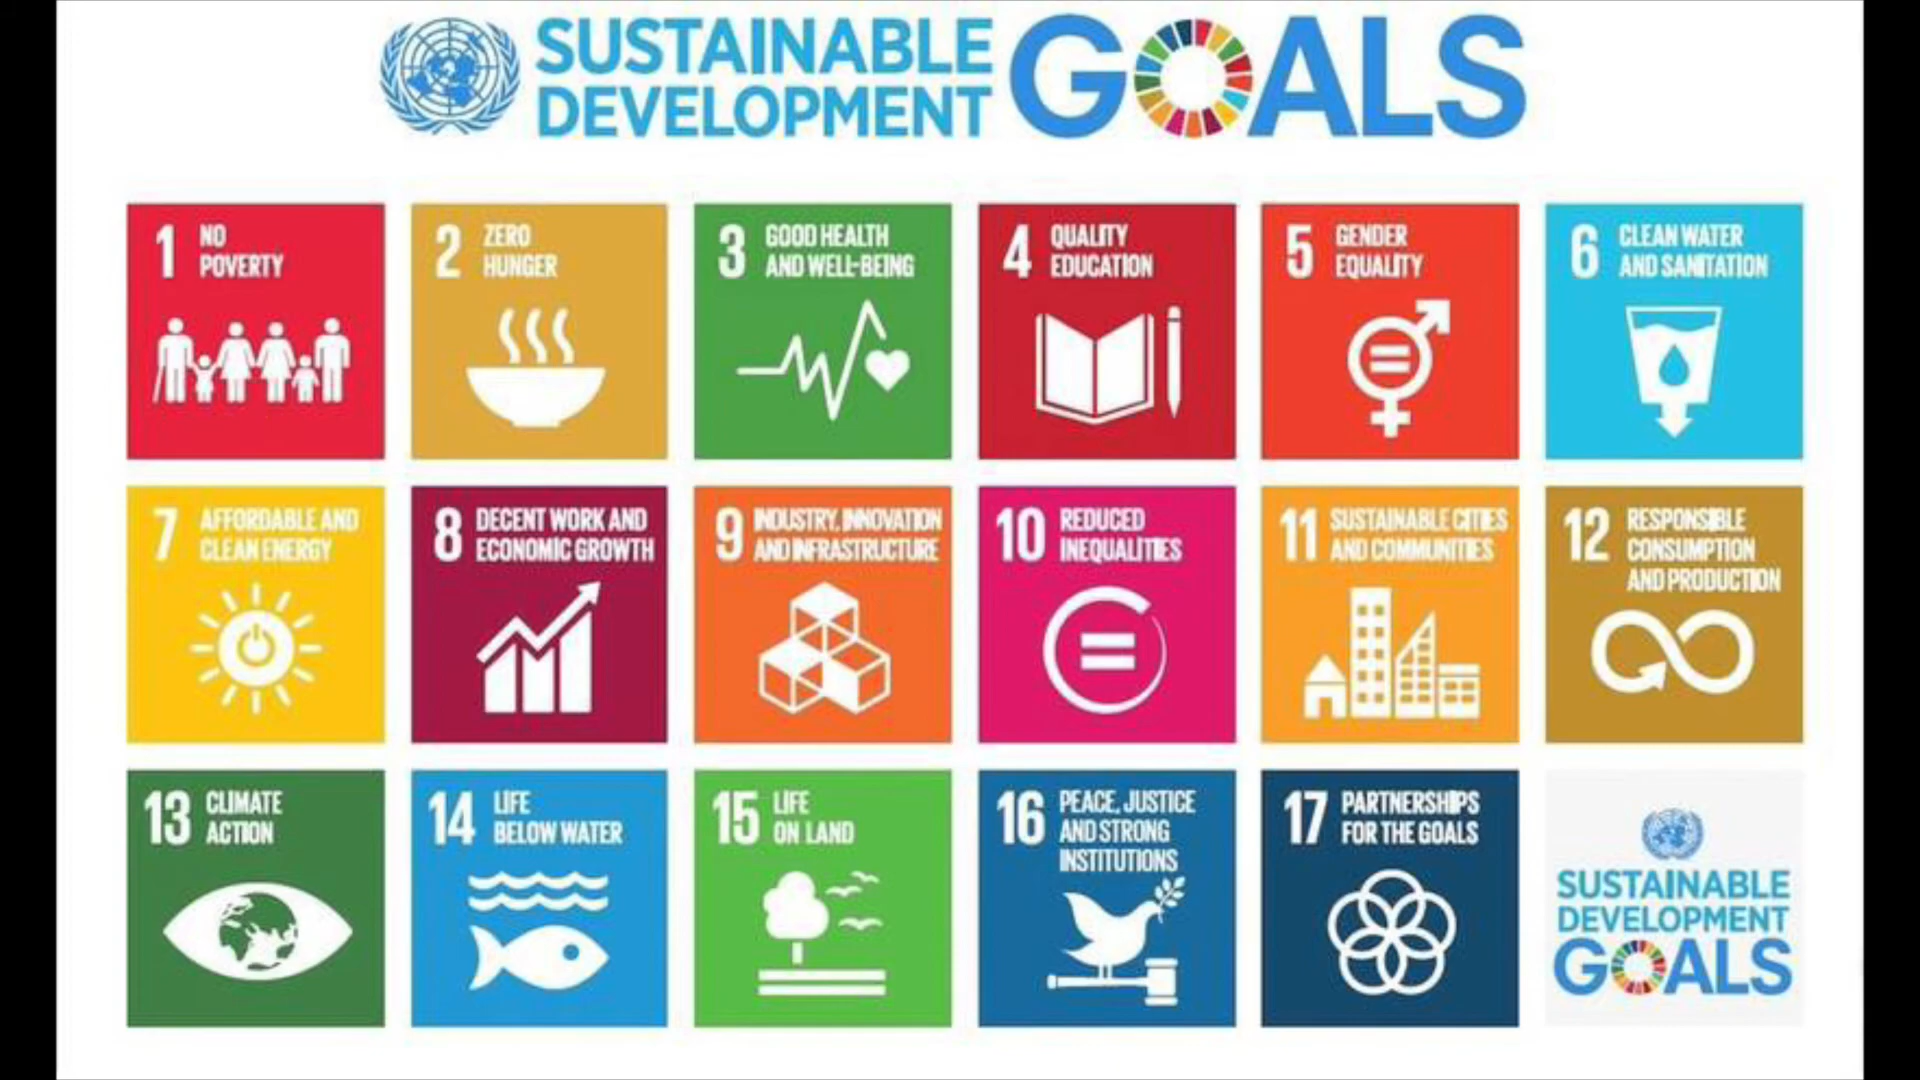 SUSTAINABLE
DEVELOPMENT
GOALS
1 NO
POVERTY
2 ZERO
HUNGER
3 GOOD HEALTH
AND WELL-BEING
4 QUALITY
EDUCATION
5 GENDER
EQUALITY
6 CLEAN WATER
AND SANITATION
7 AFFORDABLE AND
CLEAN ENERGY
8 DECENT WORK AND
ECONOMIC GROWTH
9 INDUSTRY, INNOVATION
AND INFRASTRUCTURE
10 REDUCED
INEQUALITIES
11 SUSTAINABLE CITIES
AND COMMUNITIES
12 RESPONSIBLE
CONSUMPTION
AND PRODUCTION
13 CLIMATE
ACTION
14 LIFE
BELOW WATER
15 LIFE
ON LAND
16 PEACE, JUSTICE
AND STRONG
INSTITUTIONS
17 PARTNERSHIPS
FOR THE GOALS
SUSTAINABLE
DEVELOPMENT
GOALS